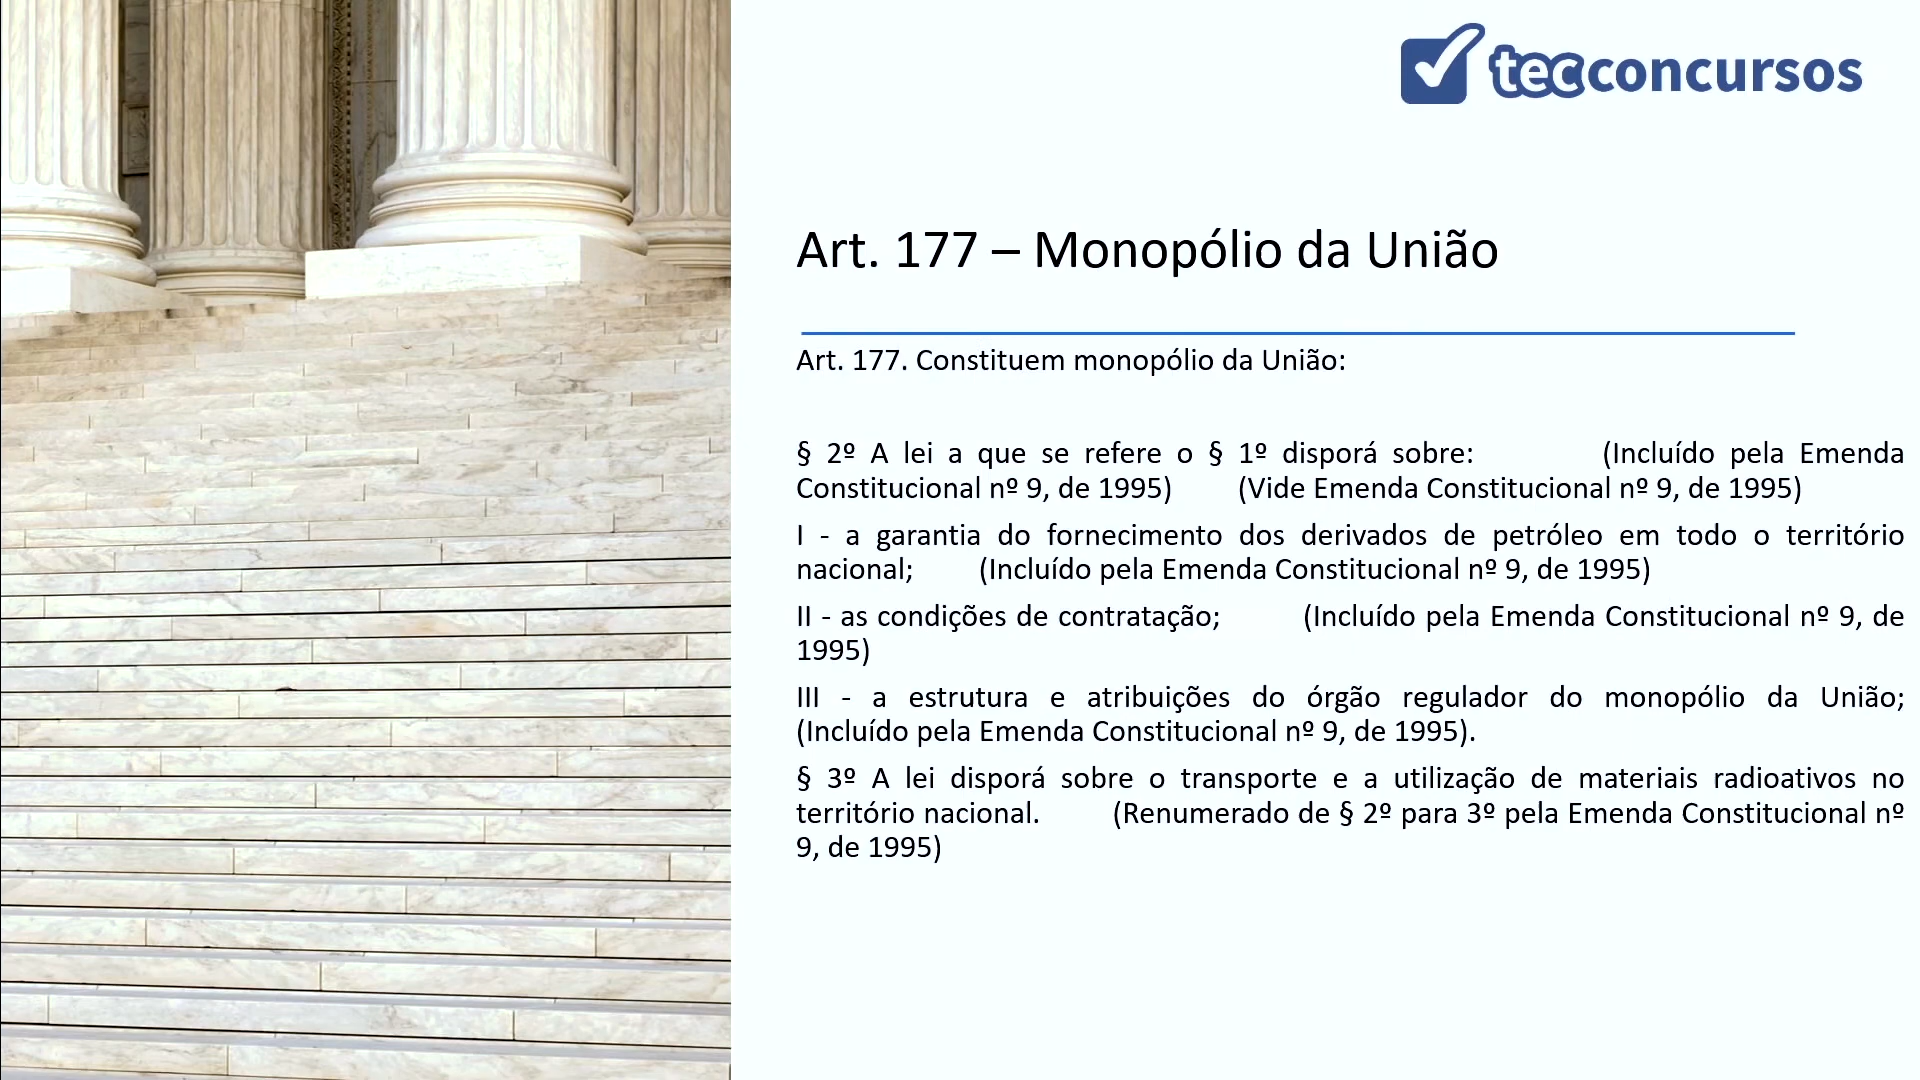 tecconcursos
Art. 177 – Monopólio da União
Art. 177. Constituem monopólio da União:
§ 2º A lei a que se refere o § 1º disporá sobre: (Incluído pela Emenda
Constitucional nº 9, de 1995) (Vide Emenda Constitucional nº 9, de 1995)
I - a garantia do fornecimento dos derivados de petróleo em todo o território
nacional; (Incluído pela Emenda Constitucional nº 9, de 1995)
II - as condições de contratação; (Incluído pela Emenda Constitucional nº 9, de
1995)
III - a estrutura e atribuições do órgão regulador do monopólio da União;
(Incluído pela Emenda Constitucional nº 9, de 1995).
§ 3º A lei disporá sobre o transporte e a utilização de materiais radioativos no
território nacional. (Renumerado de § 2º para 3º pela Emenda Constitucional nº
9, de 1995)